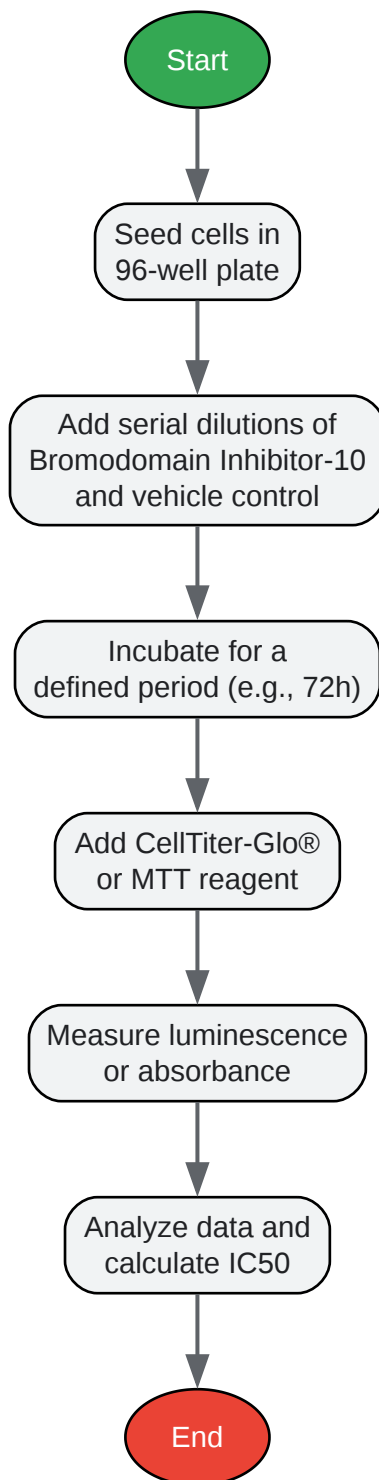 Start
Seed cells in
96-well plate
Add serial dilutions of
Bromodomain Inhibitor-10
and vehicle control
Incubate for a
defined period (e.g., 72h)
Add CellTiter-Glo®
or MTT reagent
Measure luminescence
or absorbance
Analyze data and
calculate IC50
End